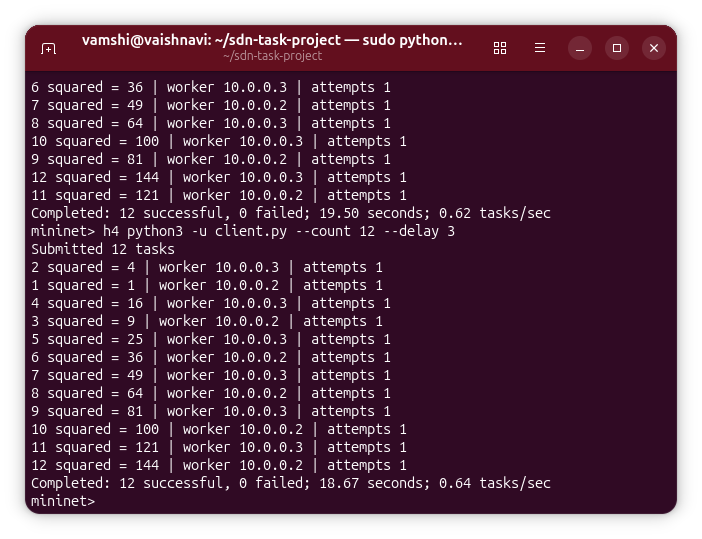 vamshi@vaishnavi: ~/sdn-task-project — sudo python…
~/sdn-task-project
6 squared = 36 | worker 10.0.0.3 | attempts 1
7 squared = 49 | worker 10.0.0.2 | attempts 1
8 squared = 64 | worker 10.0.0.3 | attempts 1
10 squared = 100 | worker 10.0.0.3 | attempts 1
9 squared = 81 | worker 10.0.0.2 | attempts 1
12 squared = 144 | worker 10.0.0.3 | attempts 1
11 squared = 121 | worker 10.0.0.2 | attempts 1
Completed: 12 successful, 0 failed; 19.50 seconds; 0.62 tasks/sec
mininet> h4 python3 -u client.py --count 12 --delay 3
Submitted 12 tasks
2 squared = 4 | worker 10.0.0.3 | attempts 1
1 squared = 1 | worker 10.0.0.2 | attempts 1
4 squared = 16 | worker 10.0.0.3 | attempts 1
3 squared = 9 | worker 10.0.0.2 | attempts 1
5 squared = 25 | worker 10.0.0.3 | attempts 1
6 squared = 36 | worker 10.0.0.2 | attempts 1
7 squared = 49 | worker 10.0.0.3 | attempts 1
8 squared = 64 | worker 10.0.0.2 | attempts 1
9 squared = 81 | worker 10.0.0.3 | attempts 1
10 squared = 100 | worker 10.0.0.2 | attempts 1
11 squared = 121 | worker 10.0.0.3 | attempts 1
12 squared = 144 | worker 10.0.0.2 | attempts 1
Completed: 12 successful, 0 failed; 18.67 seconds; 0.64 tasks/sec
mininet>